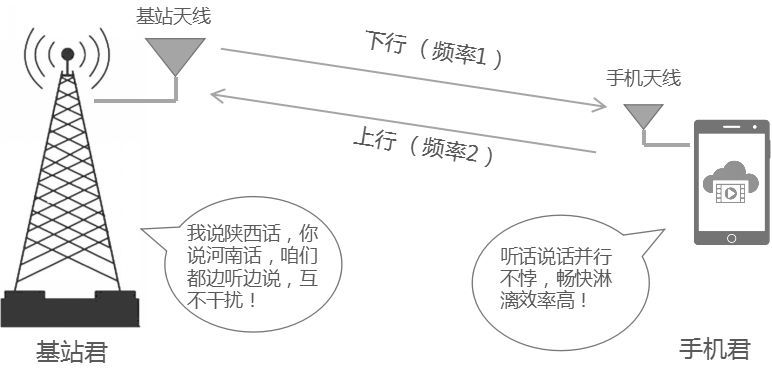 基站天线
下行（频率1）
手机天线
上行（频率2）
我说陕西话，你
说河南话，咱们
都边听边说，互
不干扰！
听话说话并行
不悖，畅快淋
漓效率高！
基站君
手机君